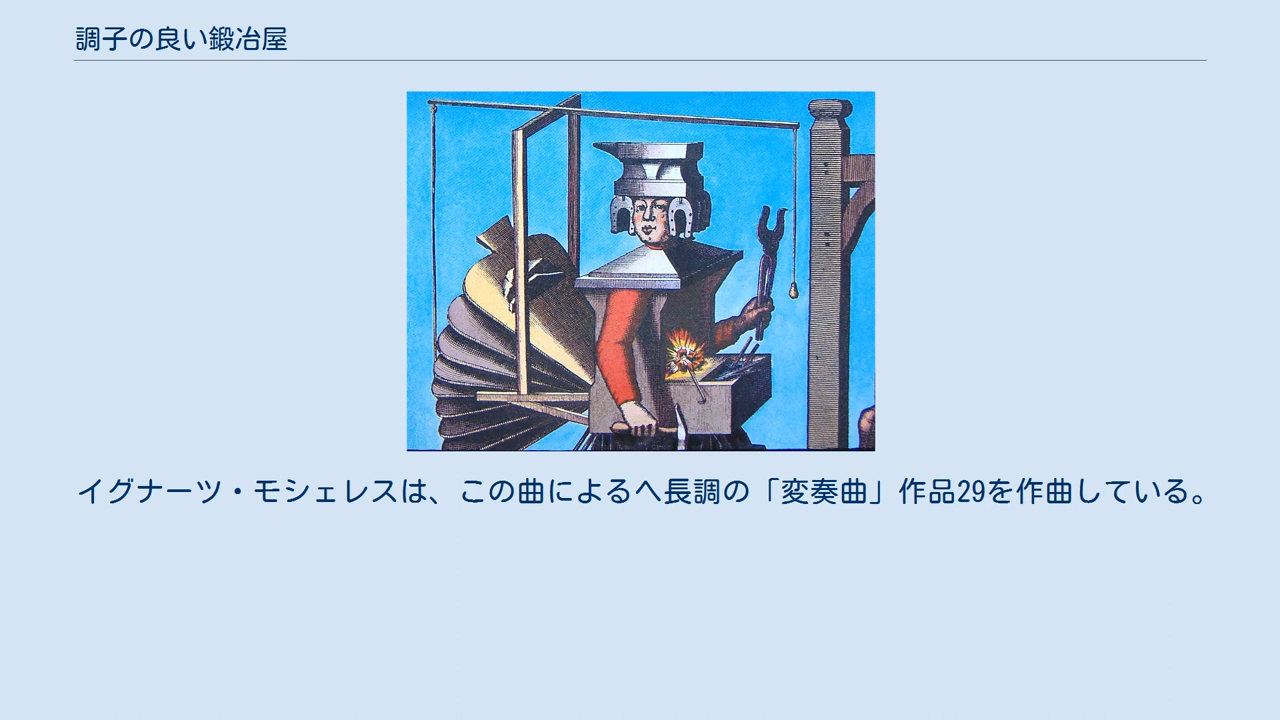 調子の良い鍛冶屋
イグナーツ・モシェレスは、この曲によるヘ長調の「変奏曲」作品29を作曲している。